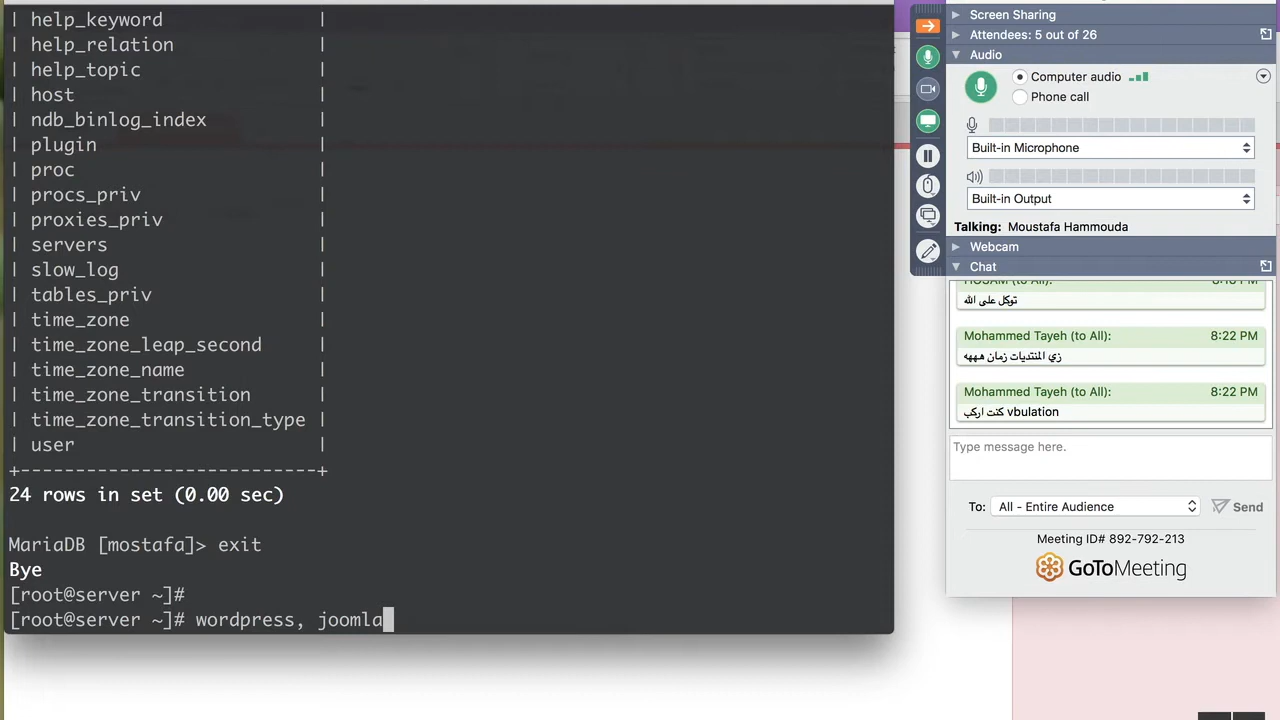 | help_keyword |
| help_relation |
| help_topic |
| host |
| ndb_binlog_index |
| plugin |
| proc |
| procs_priv |
| proxies_priv |
| servers |
| slow_log |
| tables_priv |
| time_zone |
| time_zone_leap_second |
| time_zone_name |
| time_zone_transition |
| time_zone_transition_type |
| user |
+---------------------------+
24 rows in set (0.00 sec)
MariaDB [mostafa]> exit
Bye
[root@server ~]#
[root@server ~]# wordpress, joomla
Screen Sharing
Attendees: 5 out of 26
Audio
Computer audio
Phone call
Built-in Microphone
Built-in Output
Talking: Moustafa Hammouda
Webcam
Chat
توكل على الله
Mohammed Tayeh (to All): 8:22 PM
زي المنتديات زمان هههه
Mohammed Tayeh (to All): 8:22 PM
كنت اركب vbulation
Type message here.
To: All - Entire Audience Send
Meeting ID# 892-792-213
GoToMeeting